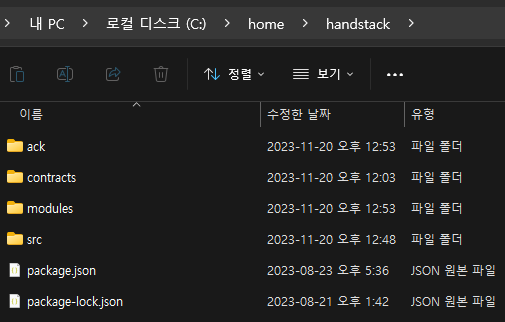 내 PC > 로컬 디스크 (C:) > home > handstack >
정렬 보기
이름 수정한 날짜 유형
ack 2023-11-20 오후 12:53 파일 폴더
contracts 2023-11-20 오후 12:03 파일 폴더
modules 2023-11-20 오후 12:53 파일 폴더
src 2023-11-20 오후 12:48 파일 폴더
package.json 2023-08-23 오후 5:36 JSON 원본 파일
package-lock.json 2023-08-21 오후 1:42 JSON 원본 파일